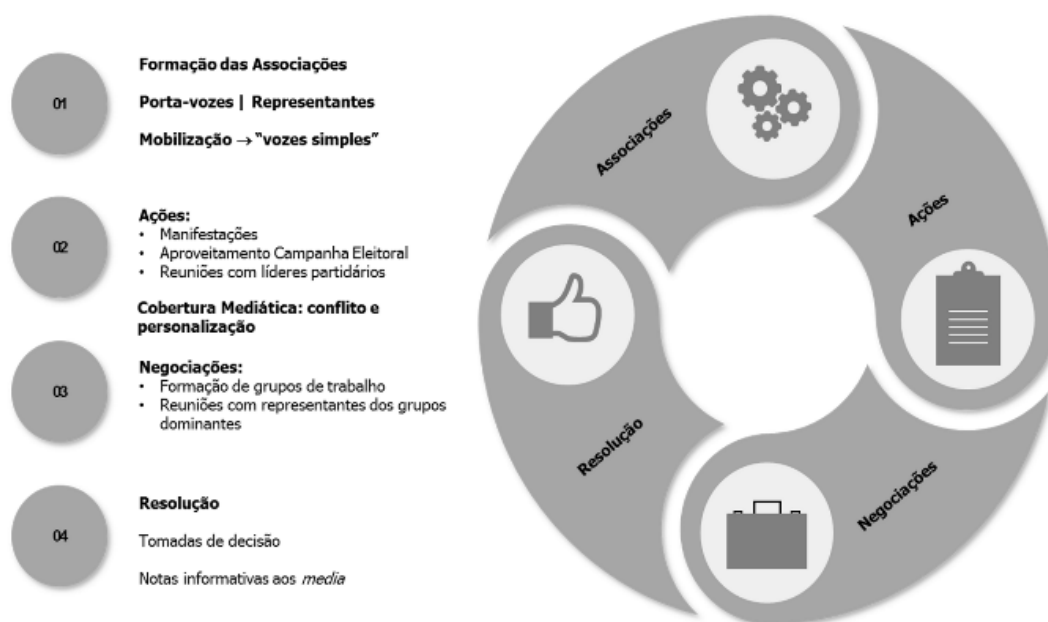 01
Formação das Associações
Porta-vozes | Representantes
Mobilização → "vozes simples"
02
Ações:
• Manifestações
• Aproveitamento Campanha Eleitoral
• Reuniões com líderes partidários
Cobertura Mediática: conflito e
personalização
03
Negociações:
• Formação de grupos de trabalho
• Reuniões com representantes dos grupos
dominantes
04
Resolução
Tomadas de decisão
Notas informativas aos media
Associações
Ações
Negociações
Resolução